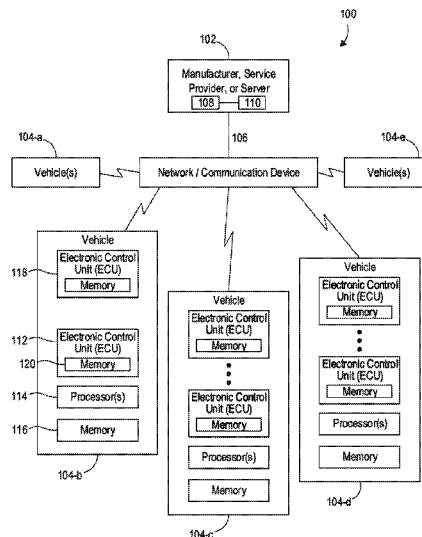 100
102
Manufacturer, Service
Provider, or Server
108
110
104-a
106
104-e
Vehicle(s)
Network / Communication Device
Vehicle(s)
Vehicle
118
Electronic Control
Unit (ECU)
Memory
112
Electronic Control
Unit (ECU)
120
Memory
114
Processor(s)
116
Memory
104-b
Vehicle
Electronic Control
Unit (ECU)
Memory
Electronic Control
Unit (ECU)
Memory
Processor(s)
Memory
104-c
Vehicle
Electronic Control
Unit (ECU)
Memory
Electronic Control
Unit (ECU)
Memory
Processor(s)
Memory
104-d